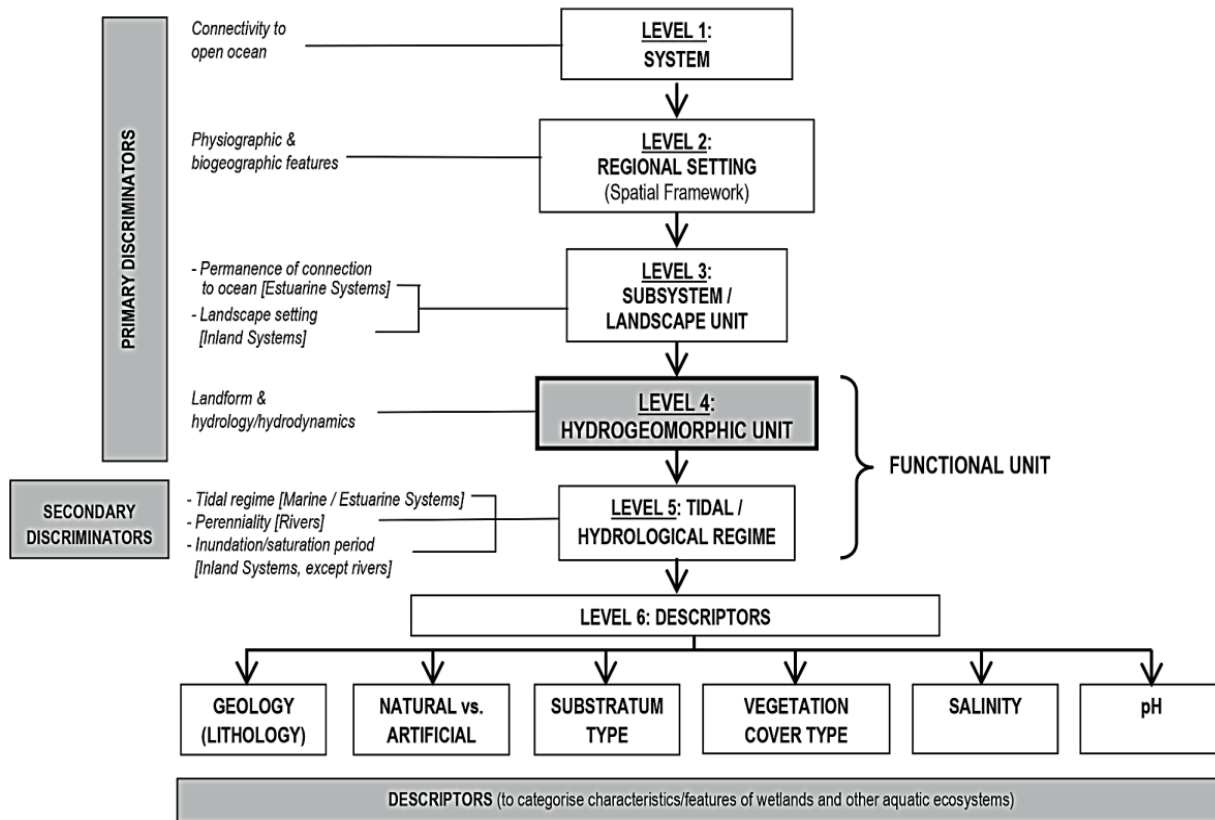 PRIMARY DISCRIMINATORS
Connectivity to
open ocean
LEVEL 1:
SYSTEM
Physiographic &
biogeographic features
LEVEL 2:
REGIONAL SETTING
(Spatial Framework)
- Permanence of connection
to ocean [Estuarine Systems]
- Landscape setting
[Inland Systems]
LEVEL 3:
SUBSYSTEM /
LANDSCAPE UNIT
Landform &
hydrology/hydrodynamics
LEVEL 4:
HYDROGEOMORPHIC UNIT
FUNCTIONAL UNIT
SECONDARY
DISCRIMINATORS
- Tidal regime [Marine / Estuarine Systems]
- Perenniality [Rivers]
- Inundation/saturation period
[Inland Systems, except rivers]
LEVEL 5: TIDAL /
HYDROLOGICAL REGIME
LEVEL 6: DESCRIPTORS
GEOLOGY
(LITHOLOGY)
NATURAL vs.
ARTIFICIAL
SUBSTRATUM
TYPE
VEGETATION
COVER TYPE
SALINITY
pH
DESCRIPTORS (to categorise characteristics/features of wetlands and other aquatic ecosystems)